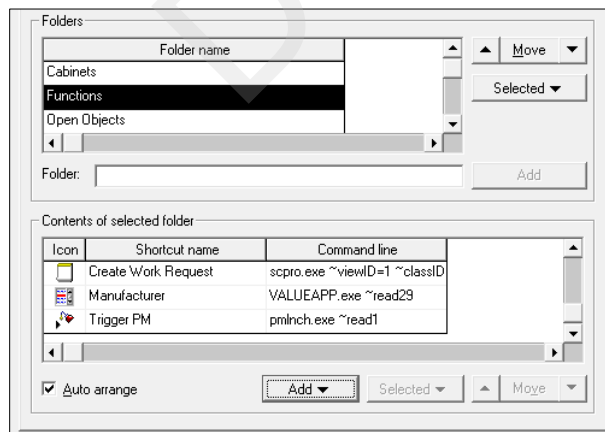 Folders
Folder name
Cabinets
Functions
Open Objects
Move
Selected
Folder:
Add
Contents of selected folder
Icon Shortcut name Command line
Create Work Request scpro.exe ~viewID=1 ~classID
Manufacturer VALUEAPP.exe ~read29
Trigger PM pmlnch.exe ~read1
Auto arrange Add Selected Move